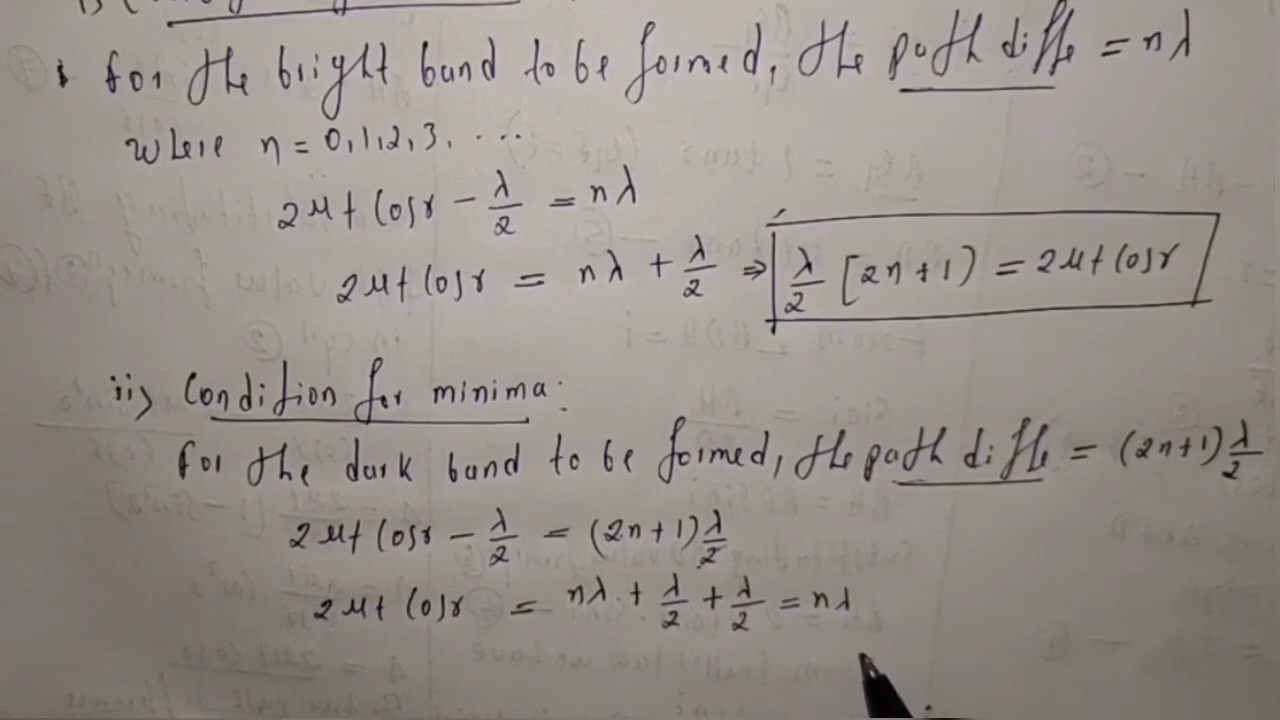 for the bright band to be formed, the path diffe = nλ
where n = 0,1,2,3, ....
2μt Cosr - λ/2 = nλ
2μt Cosr = nλ + λ/2 ⇒ λ/2 [2n+1) = 2μt Cosr
ii) Condition for minima:
for the dark band to be formed, the path diffe = (2n+1) λ/2
2μt Cosr - λ/2 = (2n+1) λ/2
2μt Cosr = nλ + λ/2 + λ/2 = nλ